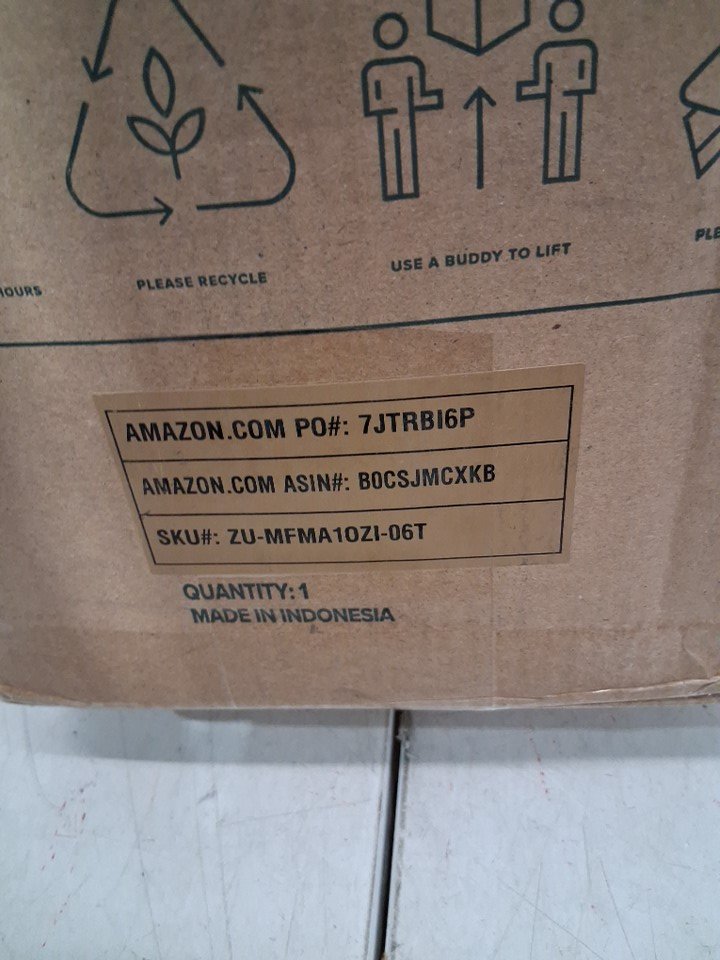 HOURS
PLEASE RECYCLE
USE A BUDDY TO LIFT
AMAZON.COM PO#: 7JTRBI6P
AMAZON.COM ASIN#: B0CSJMCXKB
SKU#: ZU-MFMA10ZI-06T
QUANTITY: 1
MADE IN INDONESIA